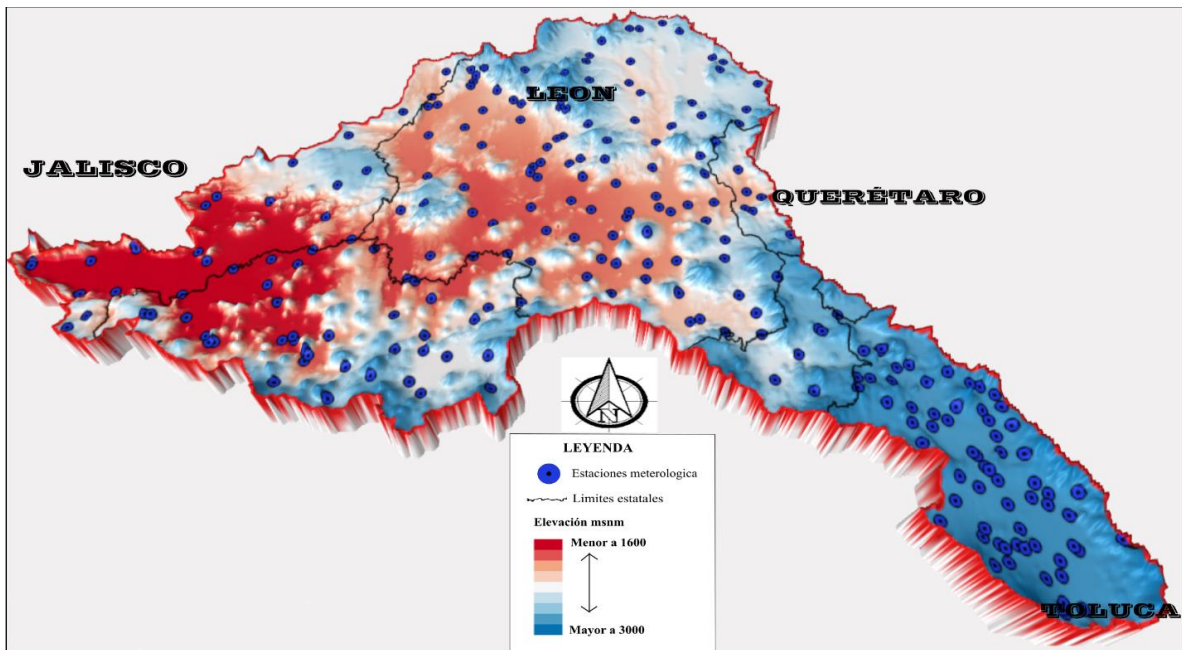 LEON
JALISCO
QUERÉTARO
N
LEYENDA
Estaciones meterologica
Limites estatales
Elevación msnm
Menor a 1600
Mayor a 3000
TOLUCA